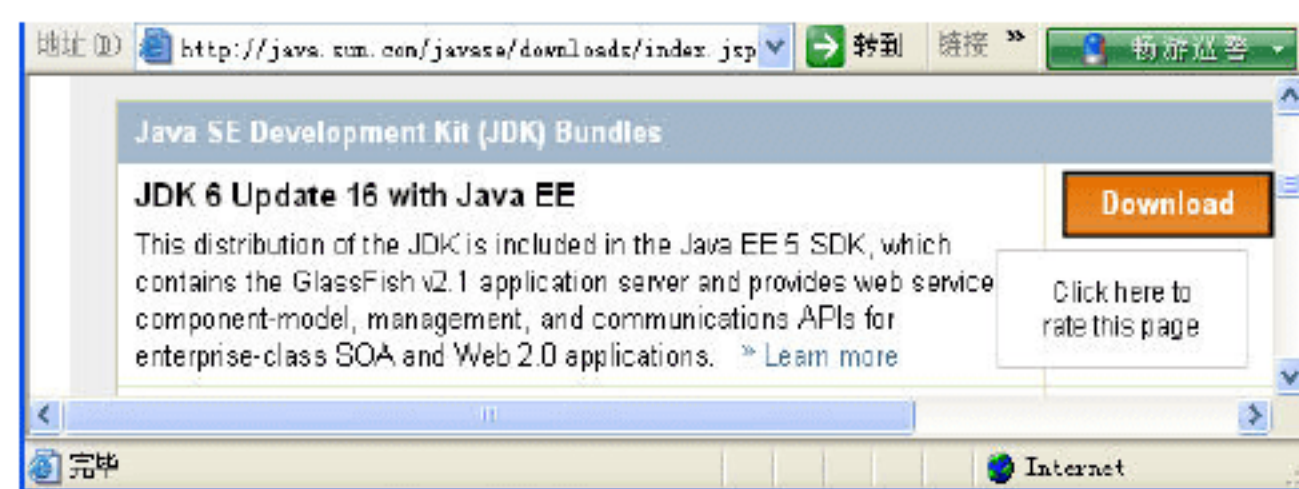 地址(D) http://java.sun.com/javase/downloads/index.jsp 转到 链接 » 畅游巡警
Java SE Development Kit (JDK) Bundles
JDK 6 Update 16 with Java EE
Download
This distribution of the JDK is included in the Java EE 5 SDK, which
contains the GlassFish v2.1 application server and provides web service
component-model, management, and communications APIs for
enterprise-class SOA and Web 2.0 applications. » Learn more
Click here to
rate this page
完毕 Internet